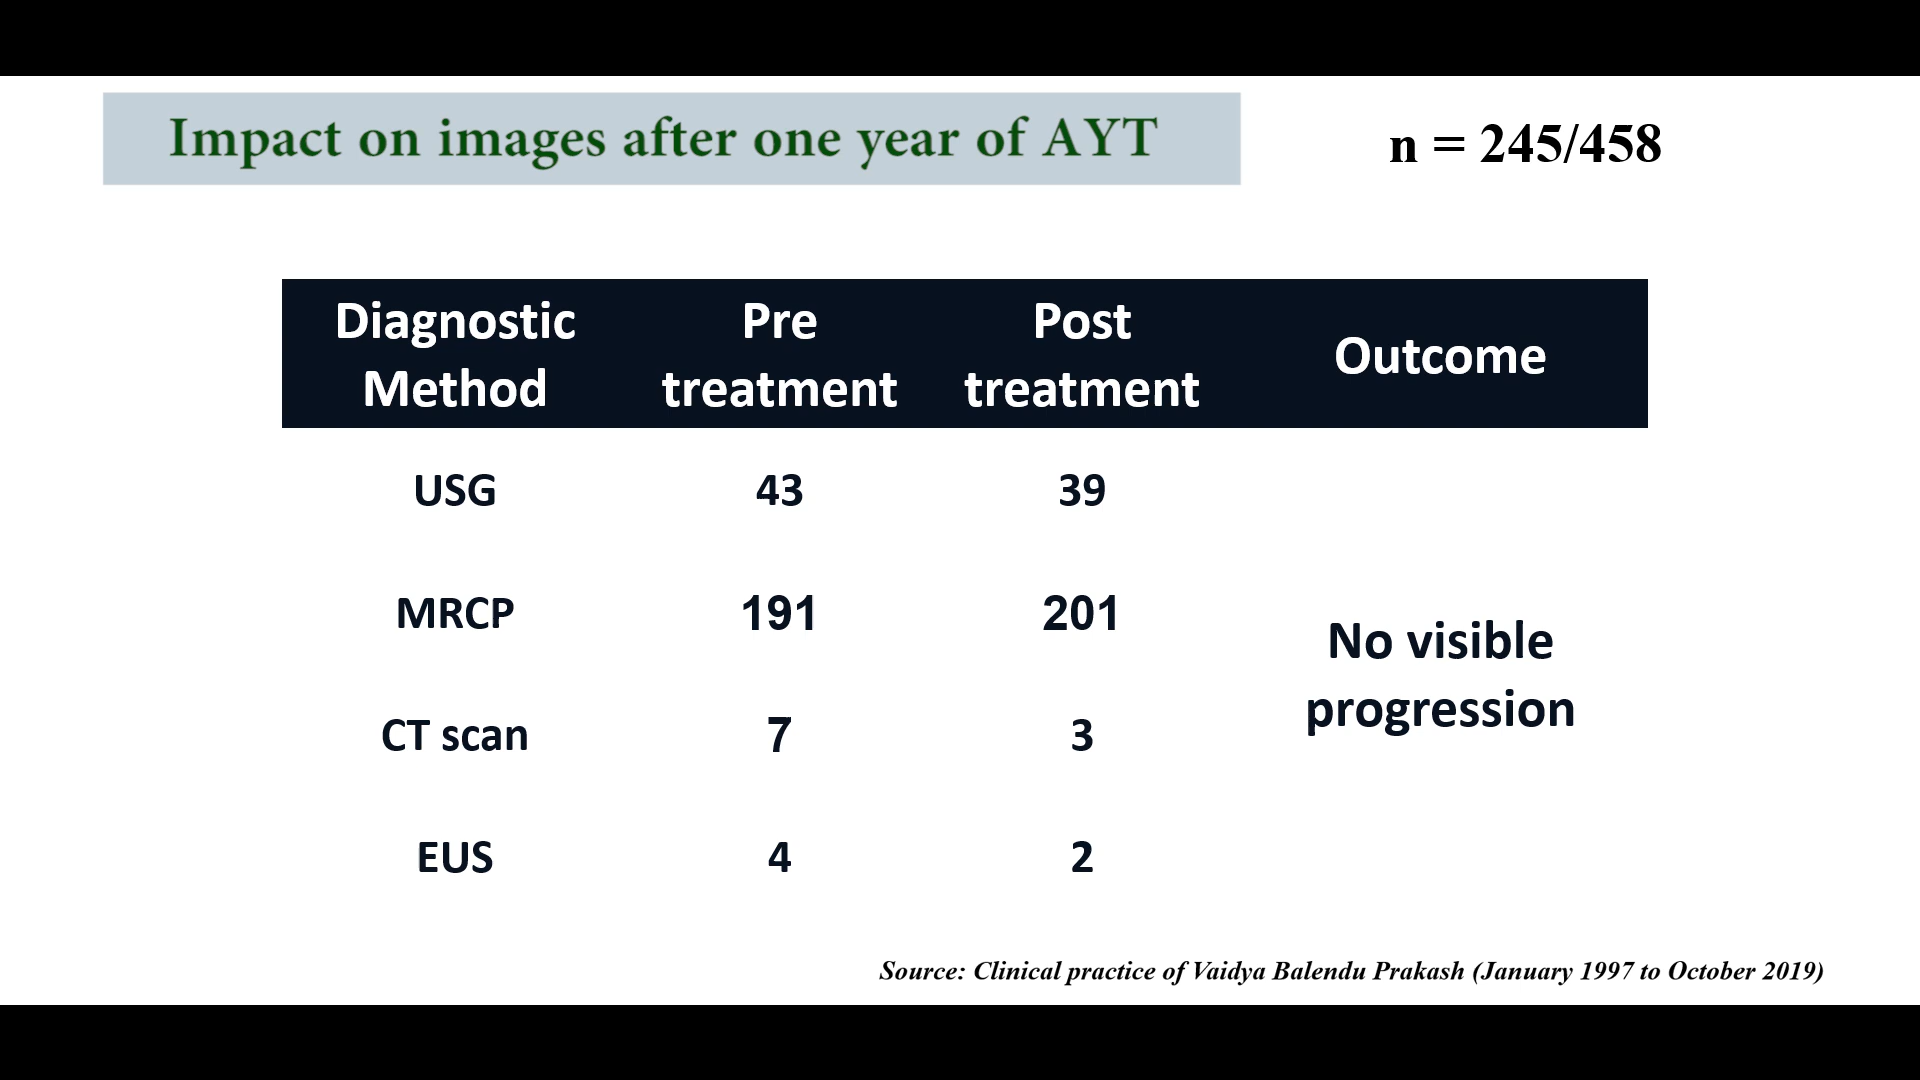 Impact on images after one year of AYT
n = 245/458
Diagnostic Method
Pre treatment
Post treatment
Outcome
USG 43 39
MRCP 191 201
CT scan 7 3
EUS 4 2
No visible
progression
Source: Clinical practice of Vaidya Balendu Prakash (January 1997 to October 2019)